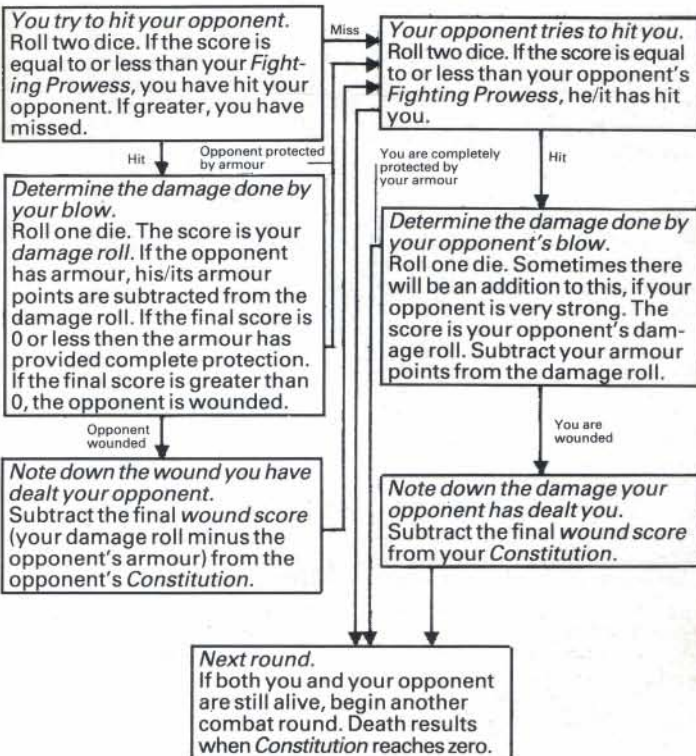 You try to hit your opponent.
Roll two dice. If the score is
equal to or less than your Fight-
ing Prowess, you have hit your
opponent. If greater, you have
missed.
Miss
Your opponent tries to hit you.
Roll two dice. If the score is equal
to or less than your opponent's
Fighting Prowess, he/it has hit
you.
Hit
Opponent protected
by armour
You are completely
protected by
your armour
Hit
Determine the damage done by
your blow.
Roll one die. The score is your
damage roll. If the opponent
has armour, his/its armour
points are subtracted from the
damage roll. If the final score is
0 or less then the armour has
provided complete protection.
If the final score is greater than
0, the opponent is wounded.
Determine the damage done by
your opponent's blow.
Roll one die. Sometimes there
will be an addition to this, if your
opponent is very strong. The
score is your opponent's dam-
age roll. Subtract your armour
points from the damage roll.
Opponent
wounded
You are
wounded
Note down the wound you have
dealt your opponent.
Subtract the final wound score
(your damage roll minus the
opponent's armour) from the
opponent's Constitution.
Note down the damage your
opponent has dealt you.
Subtract the final wound score
from your Constitution.
Next round.
If both you and your opponent
are still alive, begin another
combat round. Death results
when Constitution reaches zero.